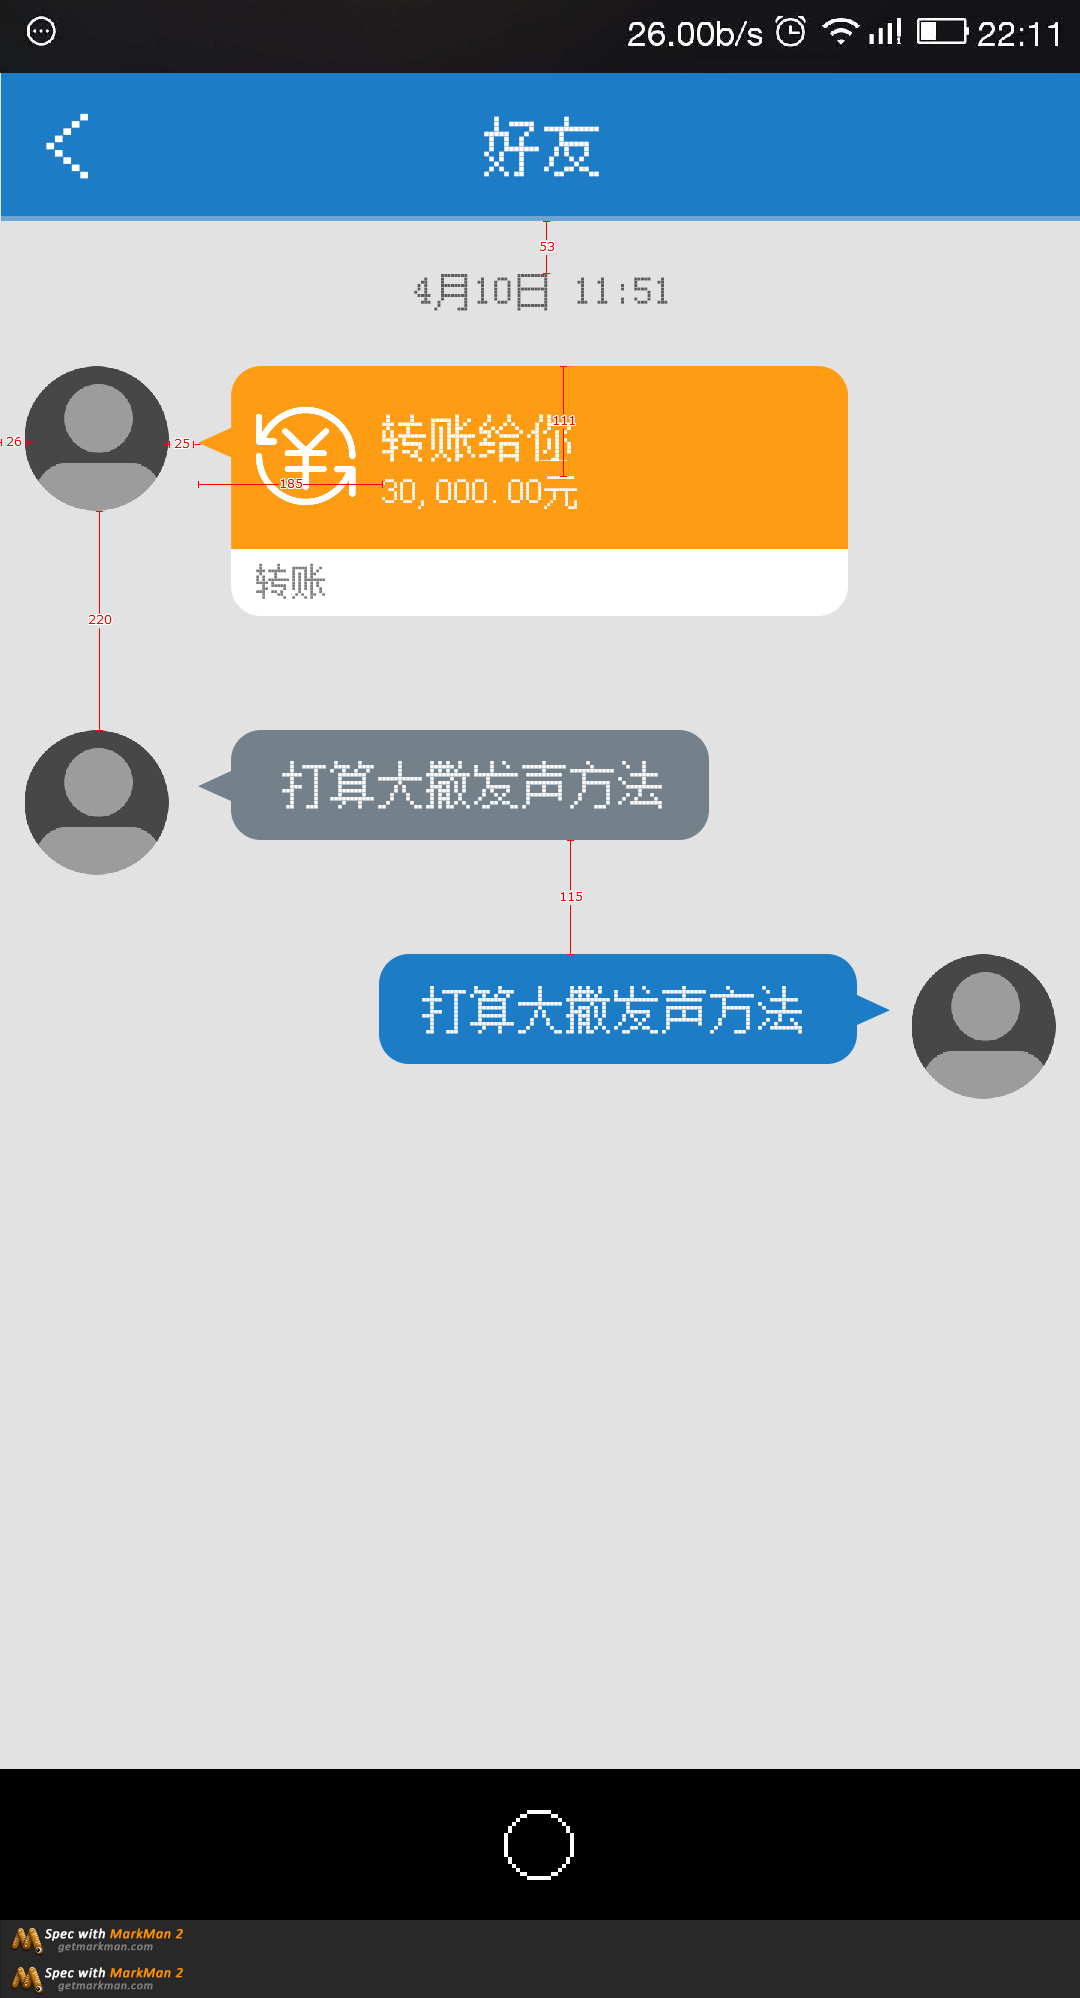 26.00b/s 22:11
好友
53
4月10日 11:51
转账给你
111
26
25
185
30,000.00元
转账
220
打算大撒发声方法
115
打算大撒发声方法
Spec with MarkMan 2
getmarkman.com
Spec with MarkMan 2
getmarkman.com